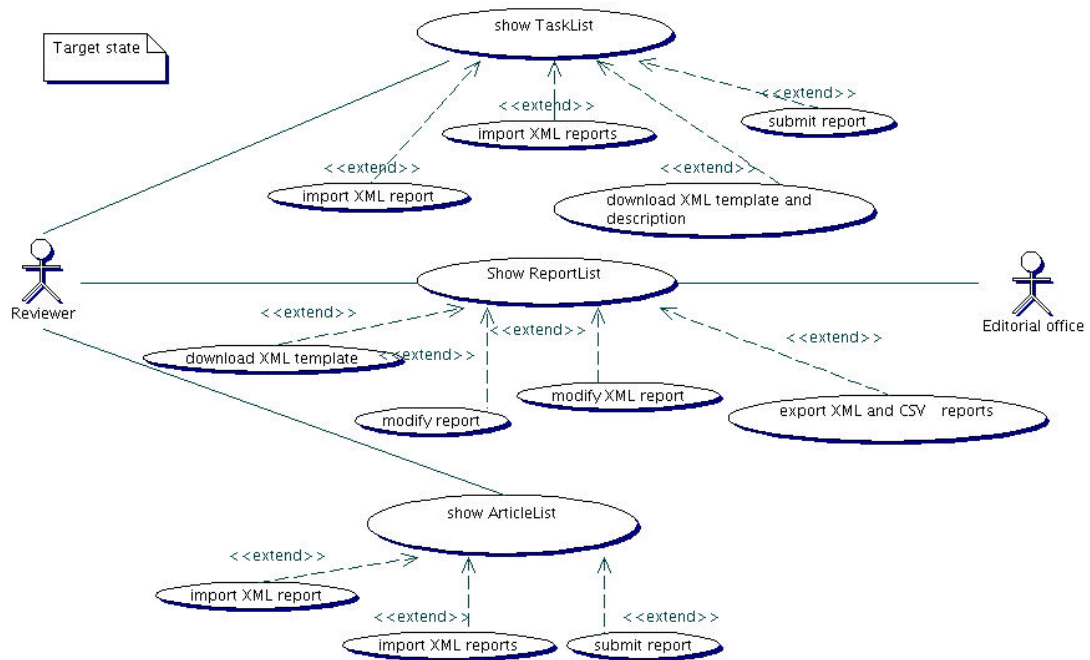 show TaskList
Target state
<<extend>>
<<extend>>
submit report
import XML reports
<<extend>>
<<extend>>
import XML report
download XML template and
description
Show ReportList
Reviewer
Editorial office
<<extend>>
<<extend>>
<<extend>>
<<extend>>
download XML template
modify XML report
export XML and CSV reports
modify report
show ArticleList
<<extend>>
<<extend>>
import XML report
<<extend>>
<<extend>>
import XML reports
submit report